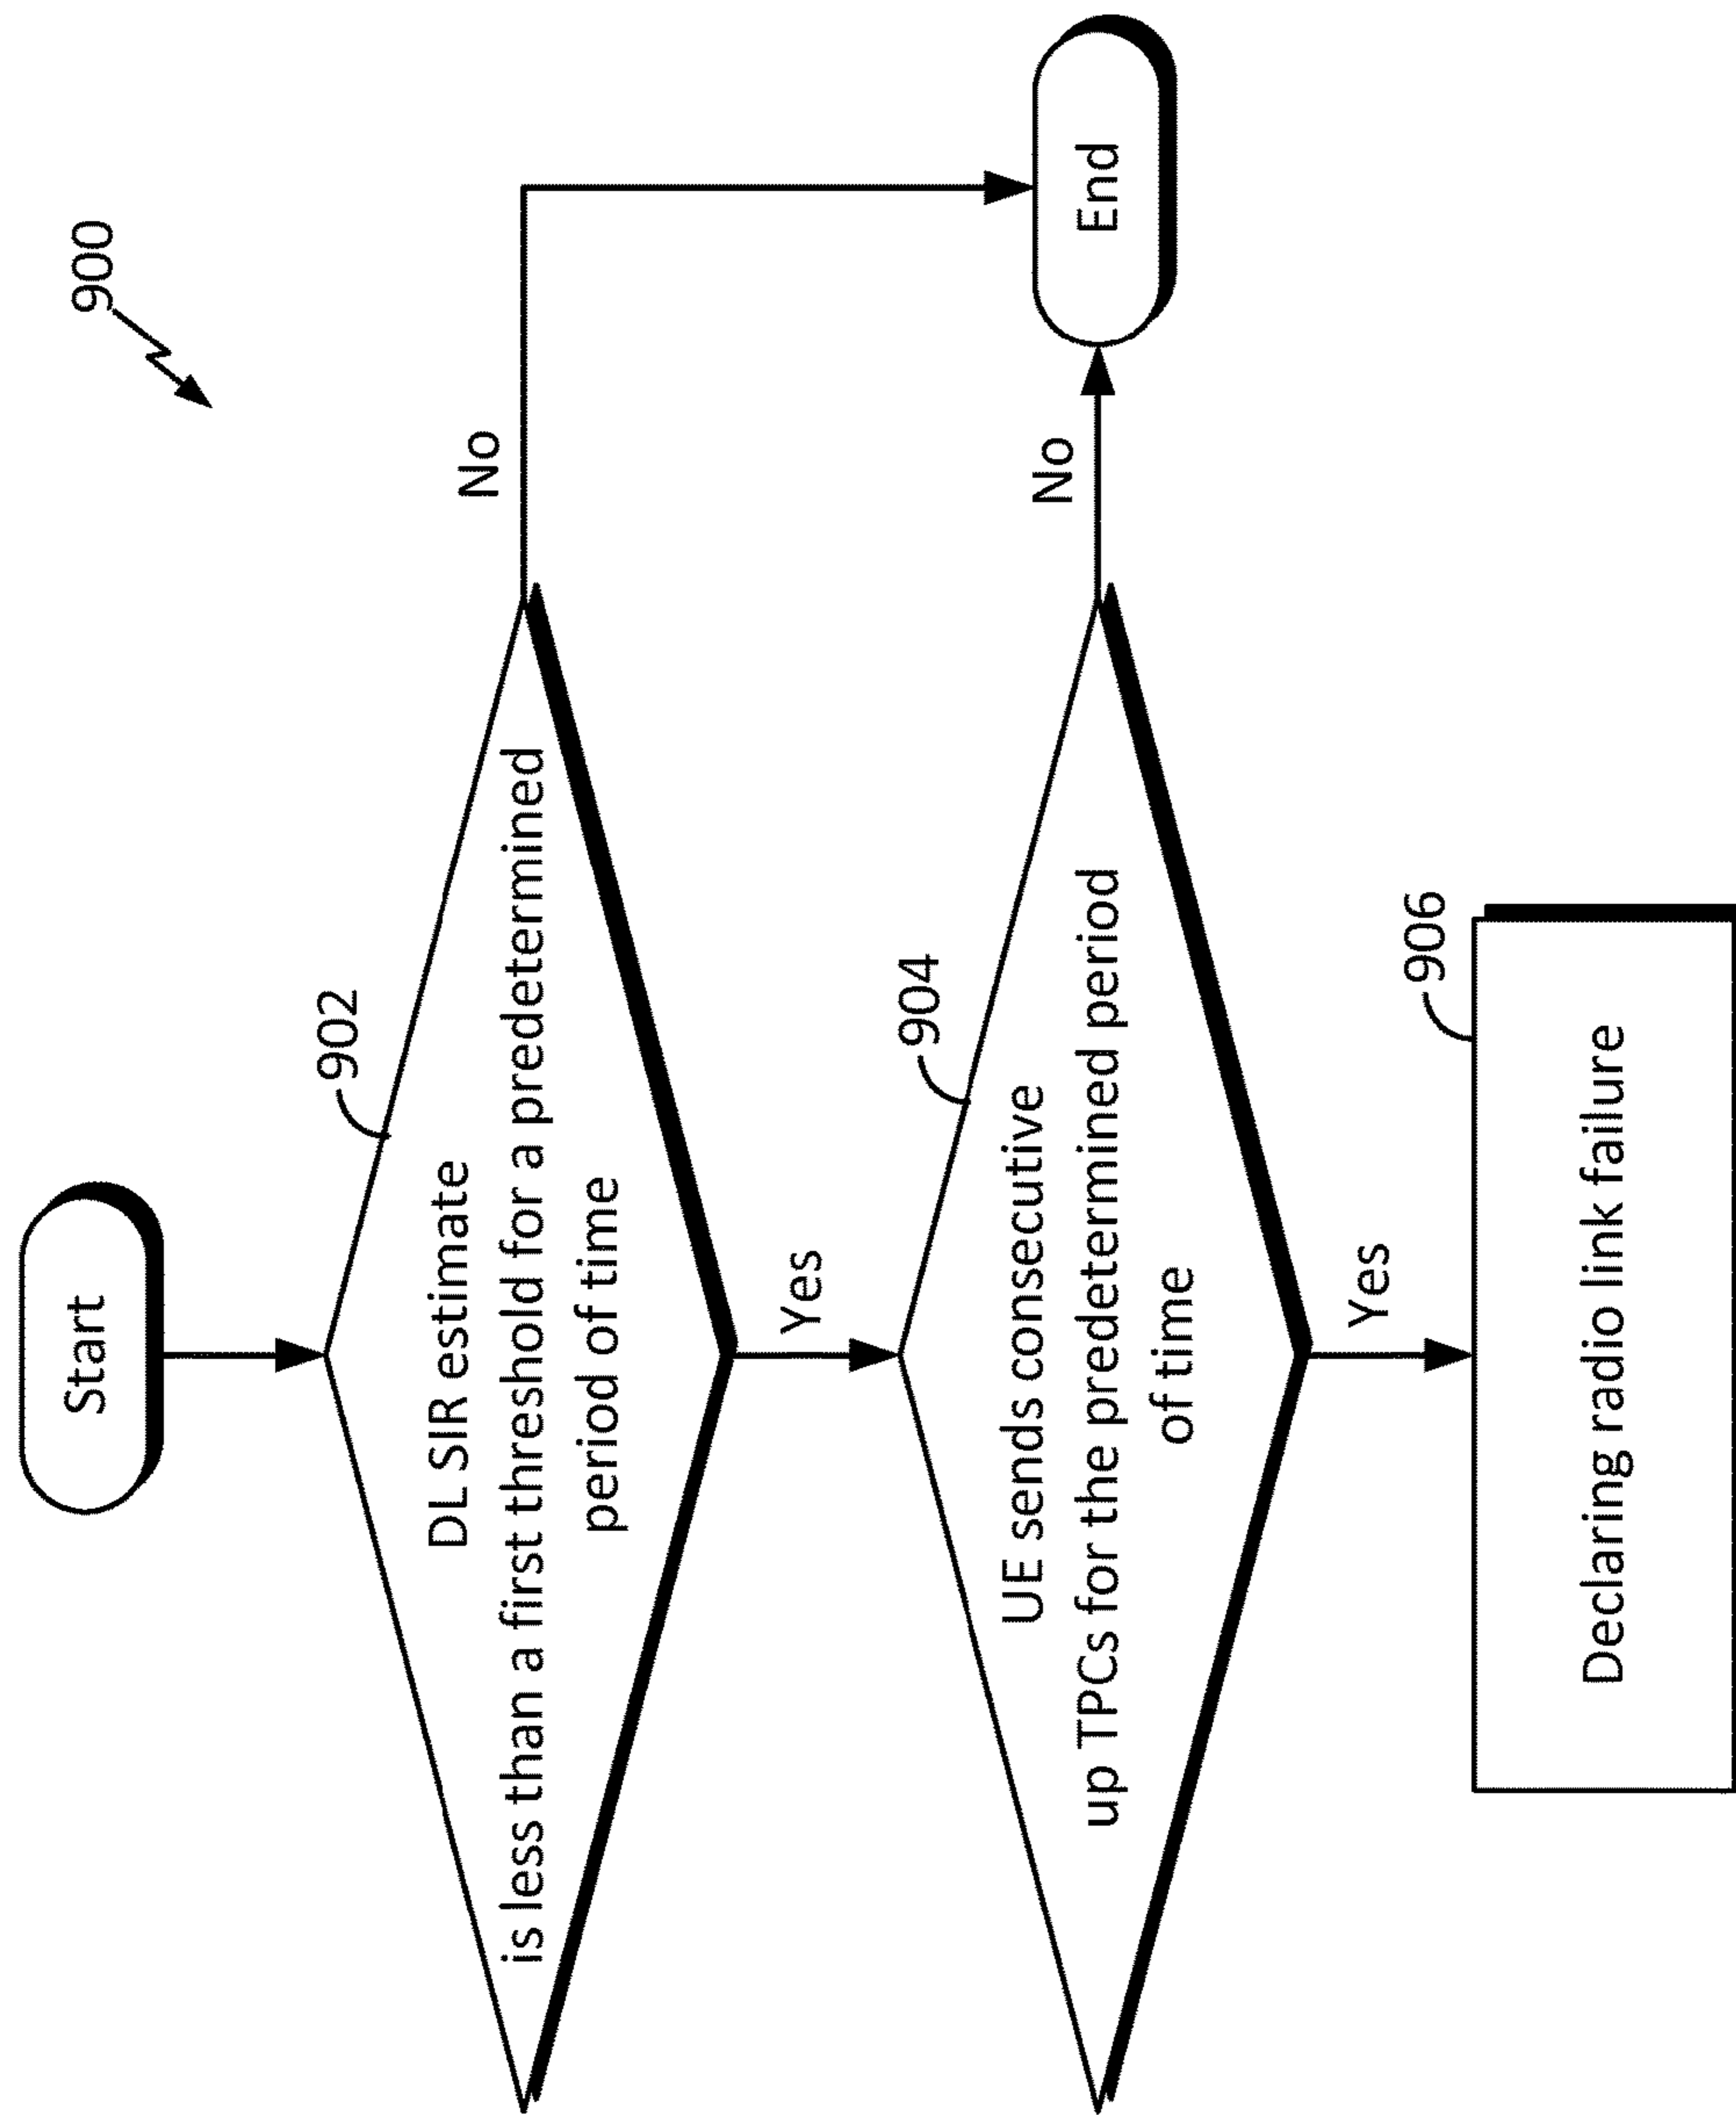 900
Start
902
DL SIR estimate
is less than a first threshold for a predetermined
period of time
No
Yes
904
UE sends consecutive
up TPCs for the predetermined period
of time
No
End
Yes
906
Declaring radio link failure